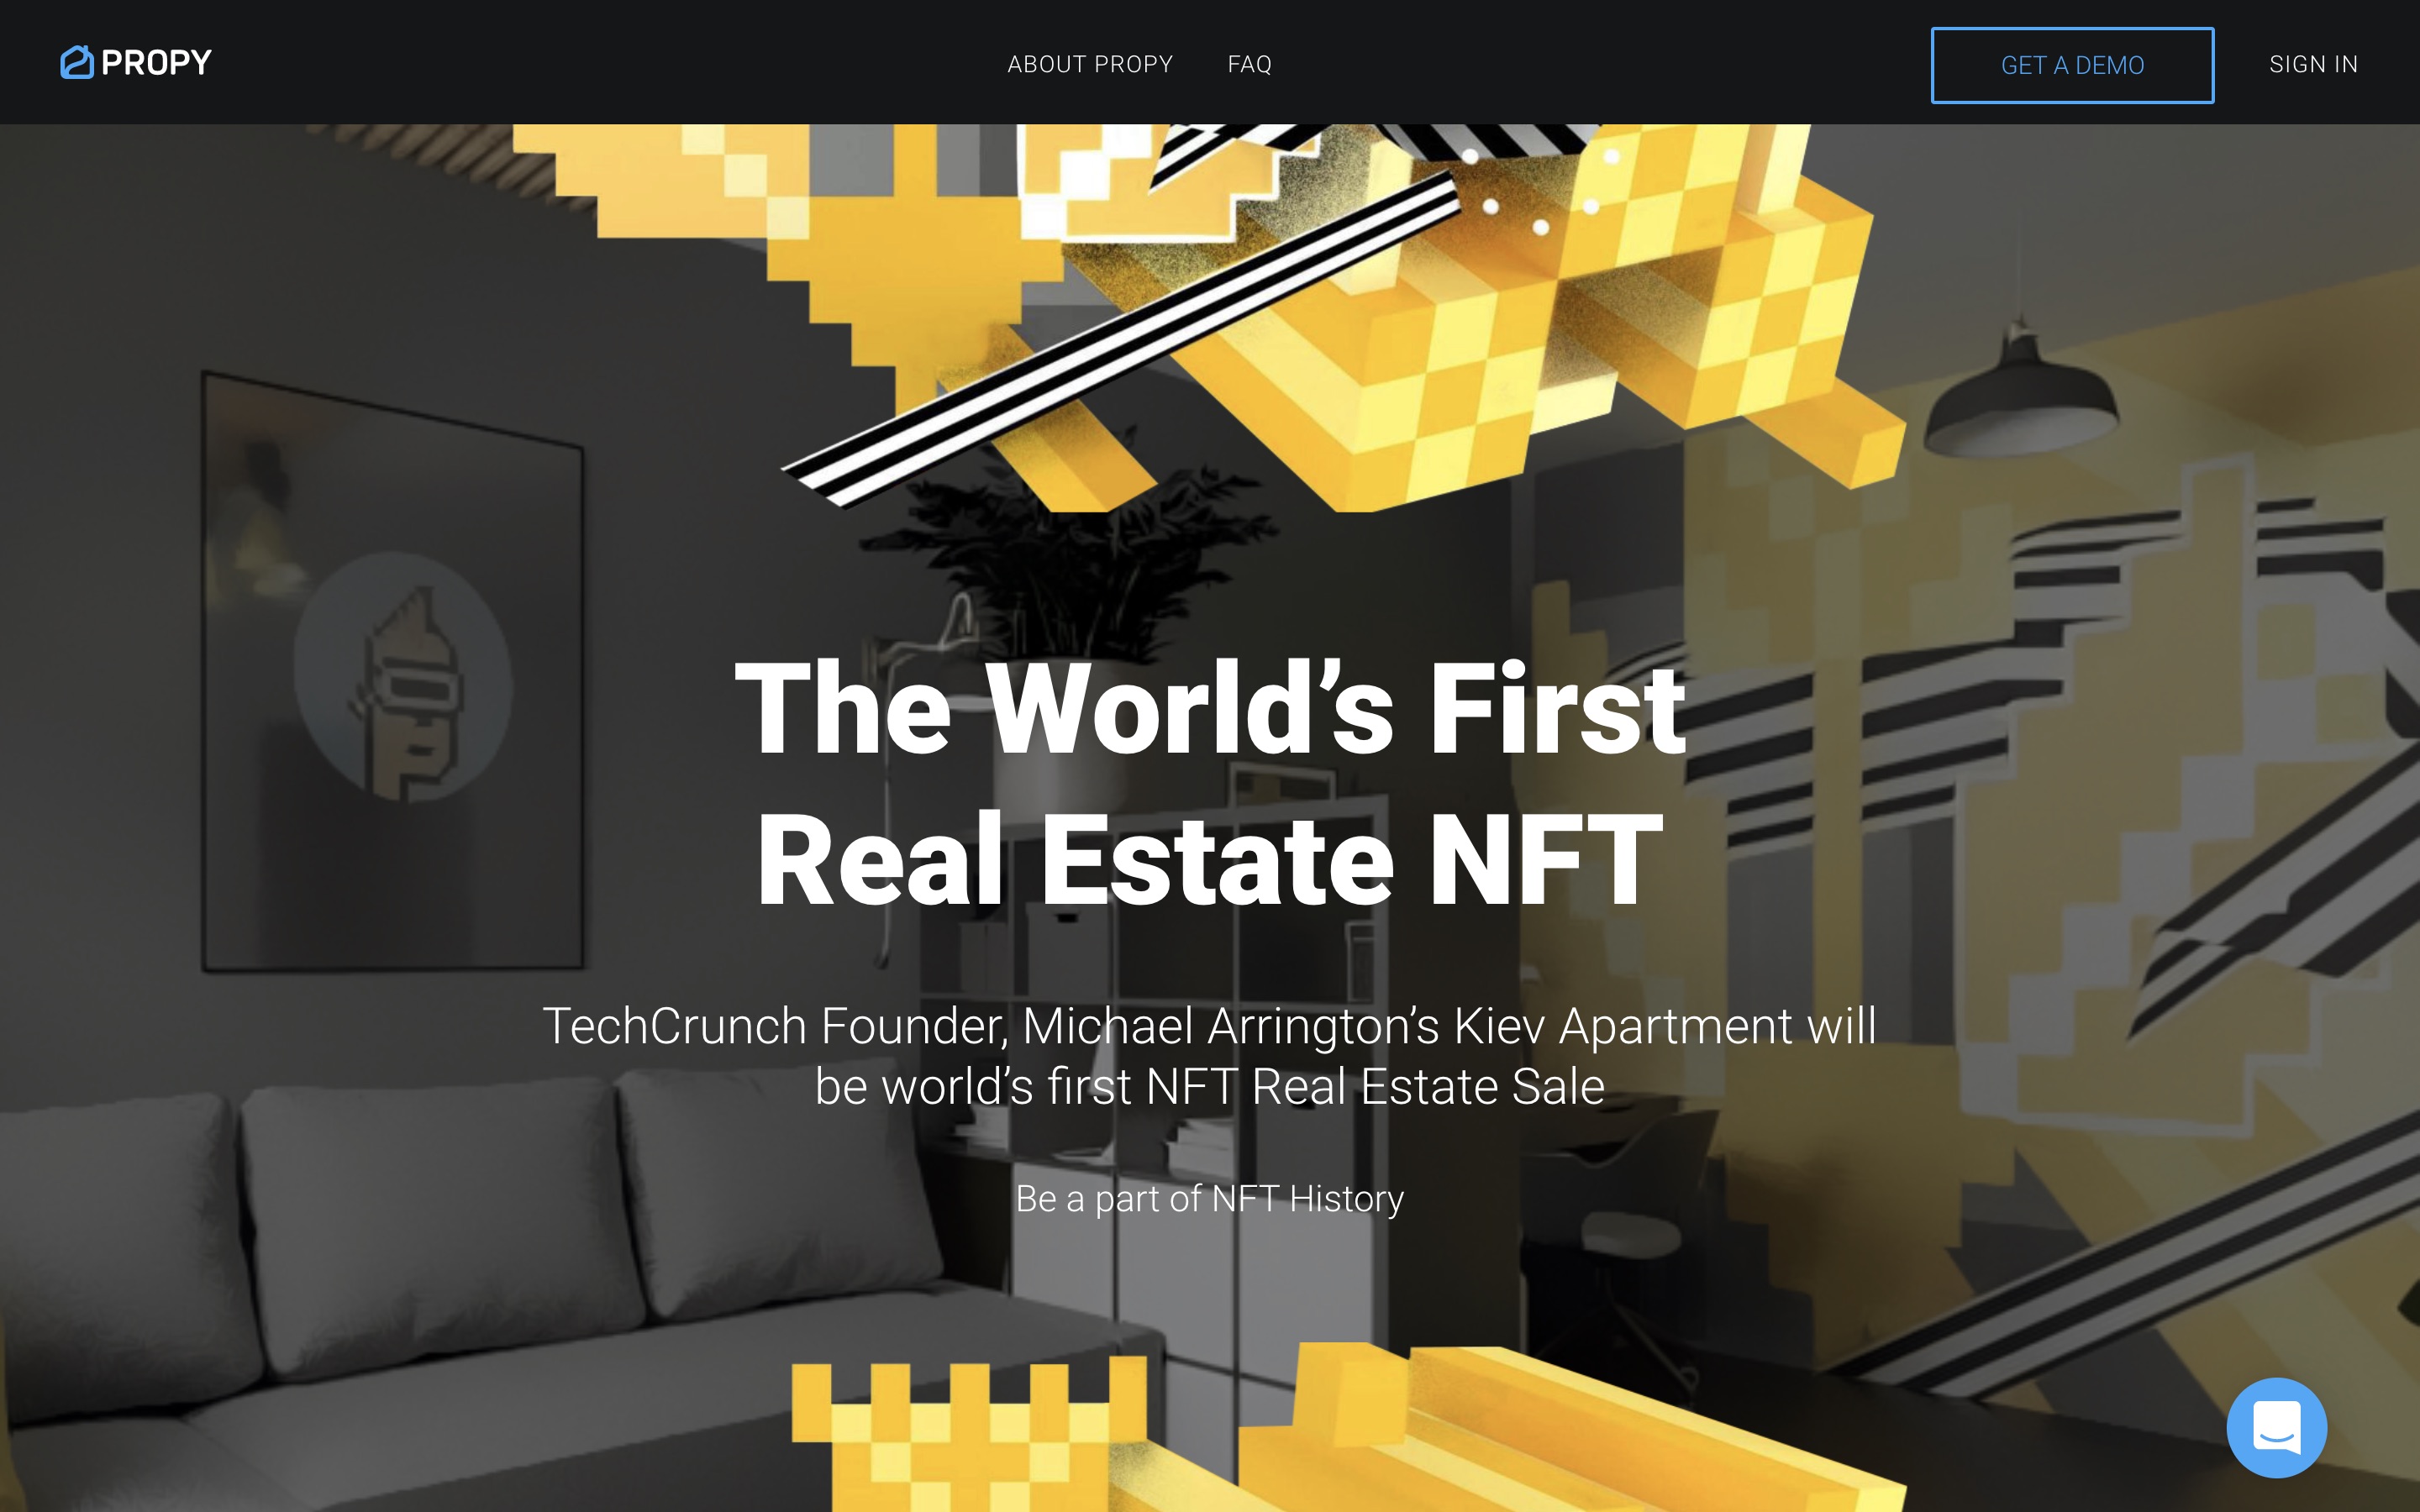 PROPY
ABOUT PROPY
FAQ
GET A DEMO
SIGN IN
The World’s First
Real Estate NFT
TechCrunch Founder, Michael Arrington’s Kiev Apartment will
be world’s first NFT Real Estate Sale
Be a part of NFT History